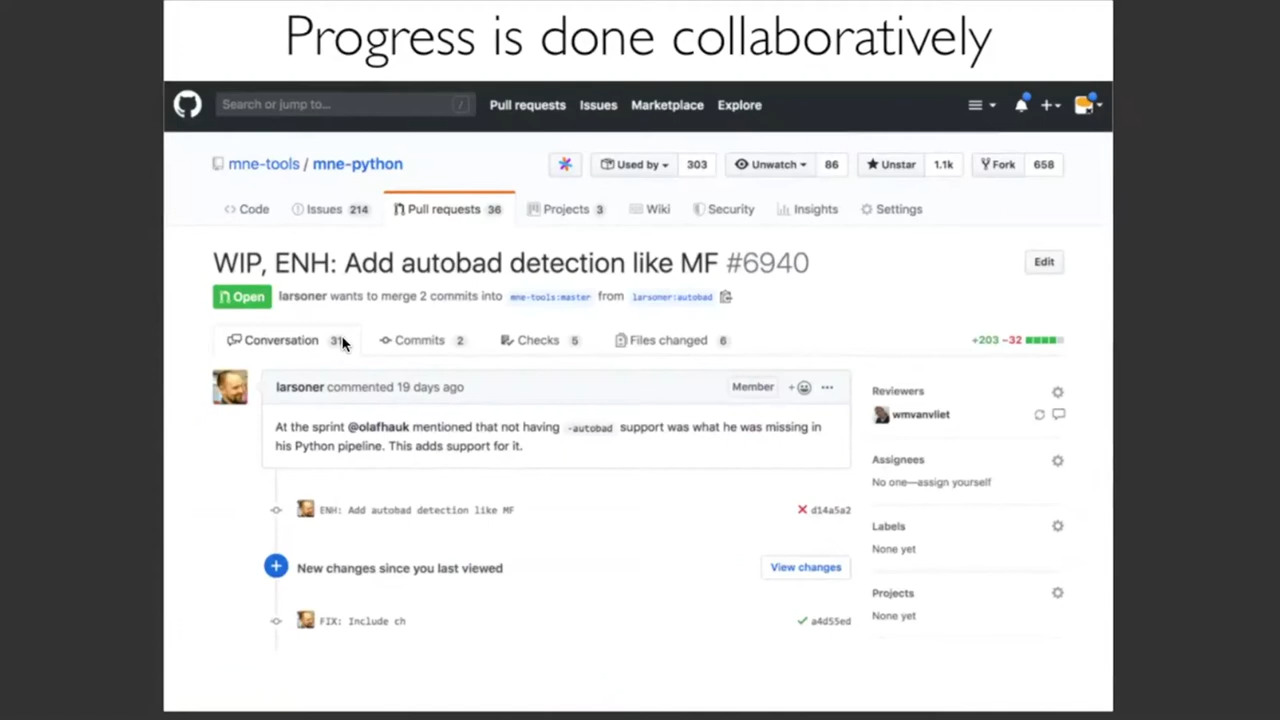 Progress is done collaboratively
Search or jump to... / Pull requests Issues Marketplace Explore
mne-tools / mne-python Used by 303 Unwatch 86 Unstar 1.1k Fork 658
Code Issues 214 Pull requests 36 Projects 3 Wiki Security Insights Settings
WIP, ENH: Add autobad detection like MF #6940 Edit
Open larsoner wants to merge 2 commits into mne-tools:master from larsoner:autobad
Conversation Commits 2 Checks 5 Files changed 6 +203 −32
larsoner commented 19 days ago Member
At the sprint @olafhauk mentioned that not having -autobad support was what he was missing in
his Python pipeline. This adds support for it.
ENH: Add autobad detection like MF d14a5a2
New changes since you last viewed View changes
FIX: Include ch a4d55ed
Reviewers
wmvanvliet
Assignees
No one—assign yourself
Labels
None yet
Projects
None yet